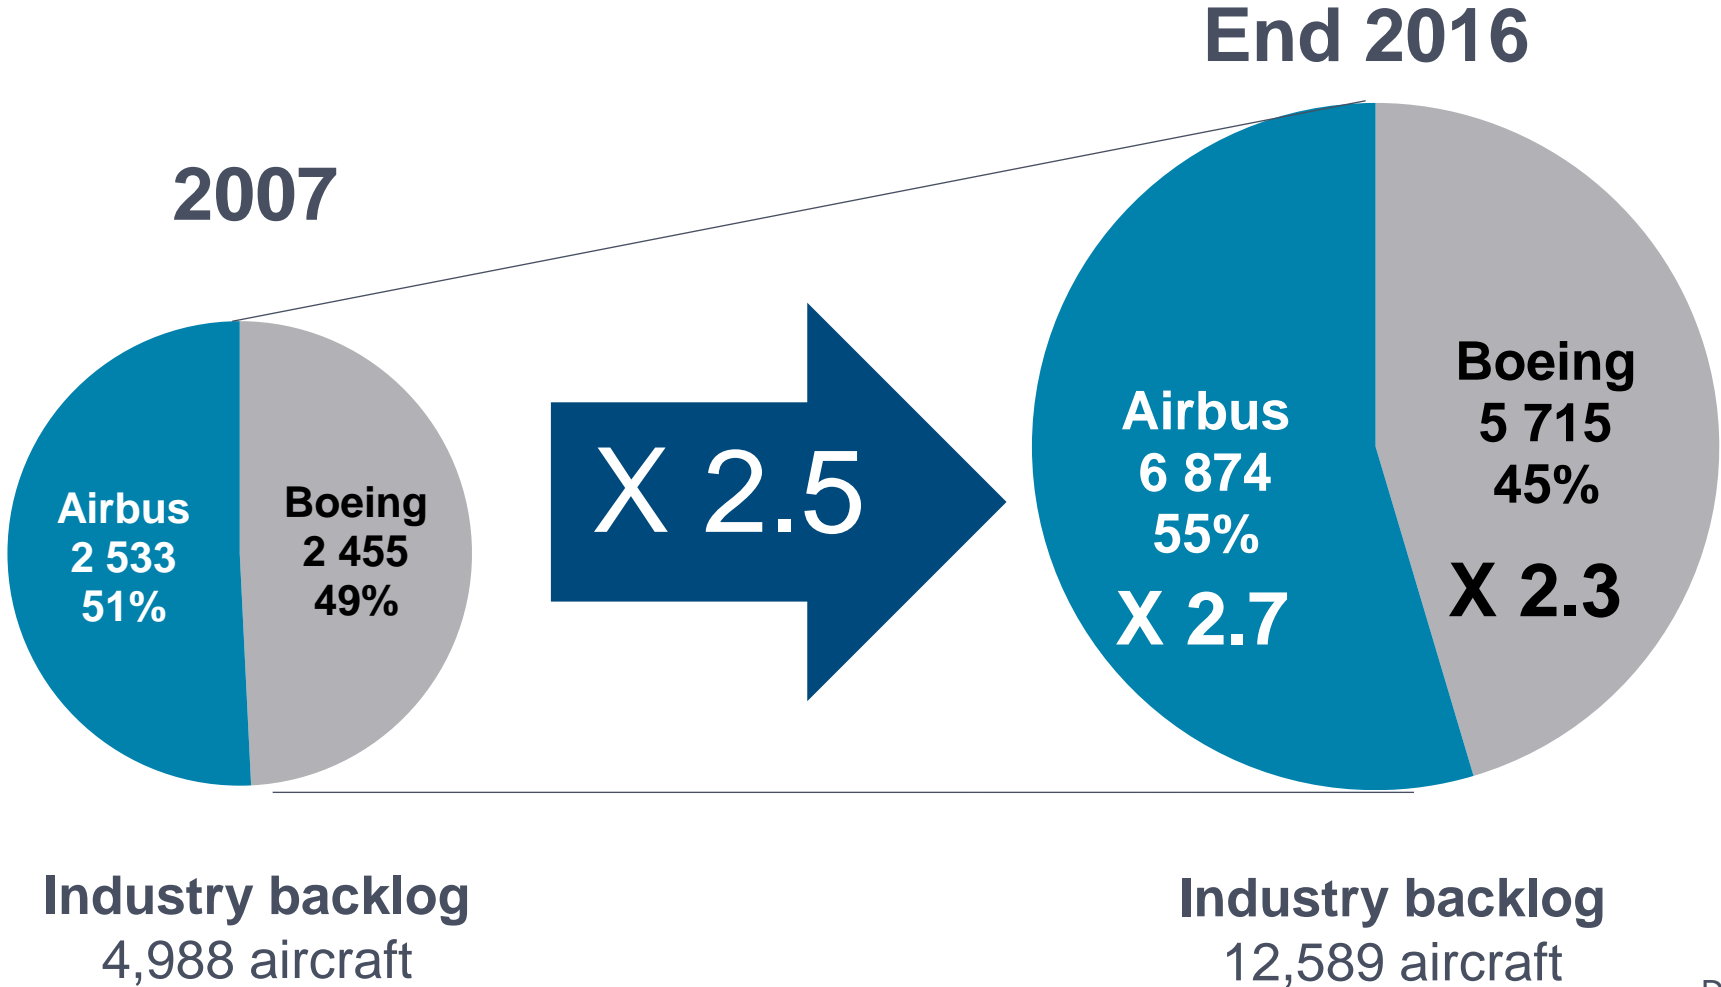 End 2016
2007
Airbus
2 533
51%
Boeing
2 455
49%
X 2.5
Airbus
6 874
55%
X 2.7
Boeing
5 715
45%
X 2.3
Industry backlog
4,988 aircraft
Industry backlog
12,589 aircraft